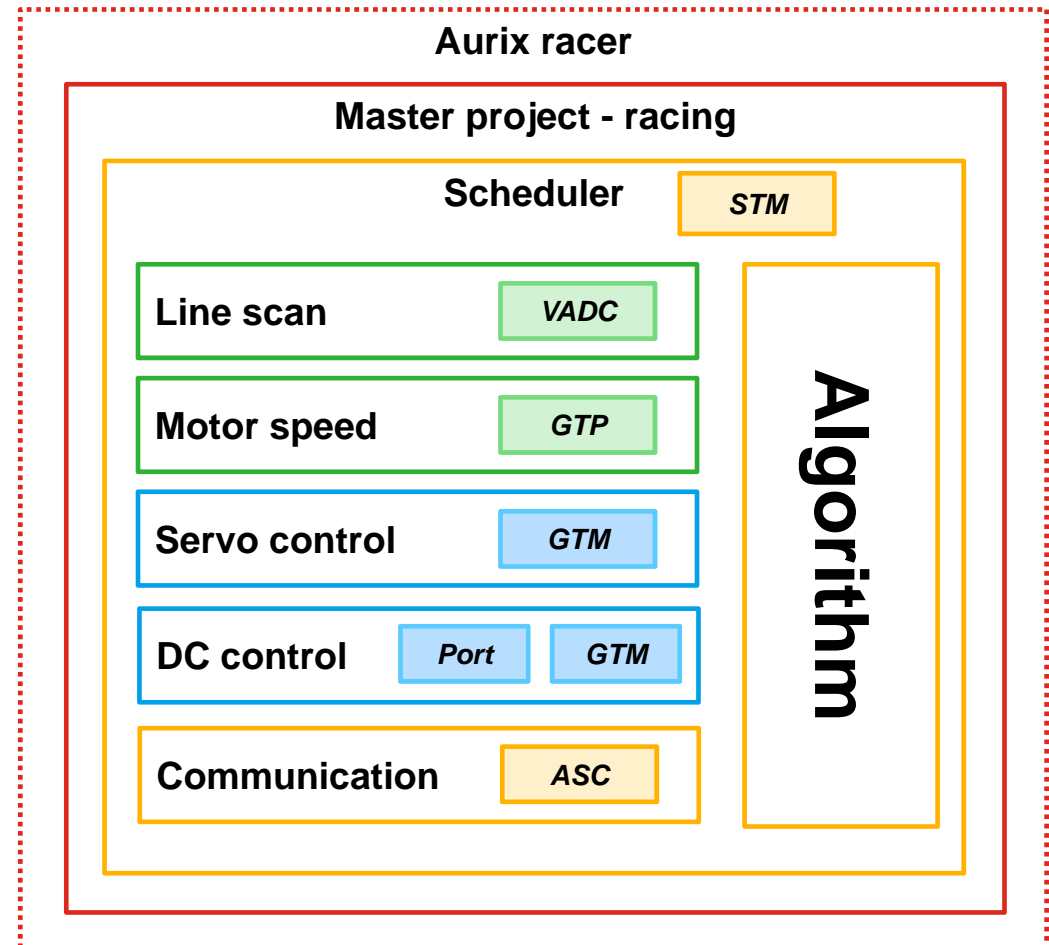 Aurix racer
Master project - racing
Scheduler
STM
Line scan
VADC
Motor speed
GTP
Servo control
GTM
DC control
Port
GTM
Communication
ASC
Algorithm